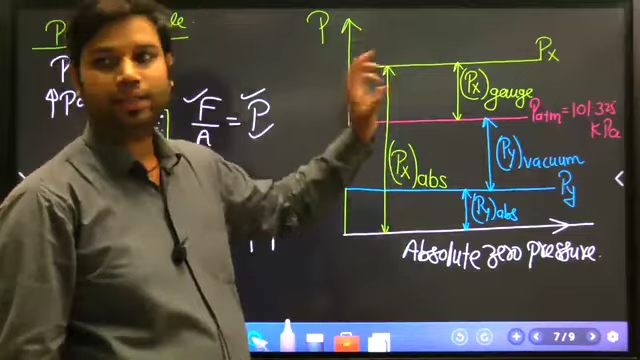 P
Px
(Px)gauge
Patm = 101.325
KPa
✓F/A = ✓P
(Px)abs
(Py)vacuum
Py
(Py)abs
Absolute zero Pressure.
7/9